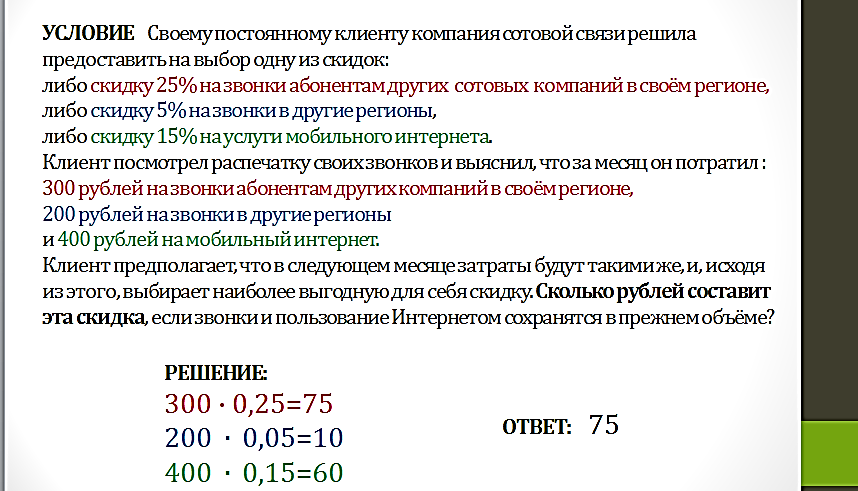 УСЛОВИЕ Своему постоянному клиенту компания сотовой связи решила
предоставить на выбор одну из скидок:
либо скидку 25% на звонки абонентам других сотовых компаний в своём регионе,
либо скидку 5% на звонки в другие регионы,
либо скидку 15% на услуги мобильного интернета.
Клиент посмотрел распечатку своих звонков и выяснил, что за месяц он потратил :
300 рублей на звонки абонентам других компаний в своём регионе,
200 рублей на звонки в другие регионы
и 400 рублей на мобильный интернет.
Клиент предполагает, что в следующем месяце затраты будут такими же, и, исходя
из этого, выбирает наиболее выгодную для себя скидку. Сколько рублей составит
эта скидка, если звонки и пользование Интернетом сохранятся в прежнем объёме?
РЕШЕНИЕ:
300 · 0,25=75
200 · 0,05=10
400 · 0,15=60
ОТВЕТ: 75